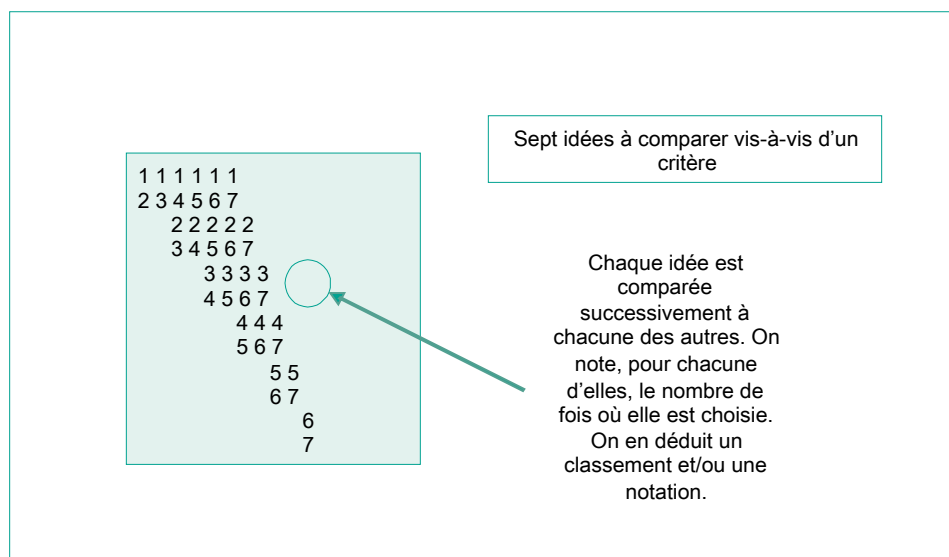 Sept idées à comparer vis-à-vis d’un
critère
1 1 1 1 1 1
2 3 4 5 6 7
2 2 2 2 2
3 4 5 6 7
3 3 3 3
4 5 6 7
4 4 4
5 6 7
5 5
6 7
6
7
Chaque idée est
comparée
successivement à
chacune des autres. On
note, pour chacune
d’elles, le nombre de
fois où elle est choisie.
On en déduit un
classement et/ou une
notation.